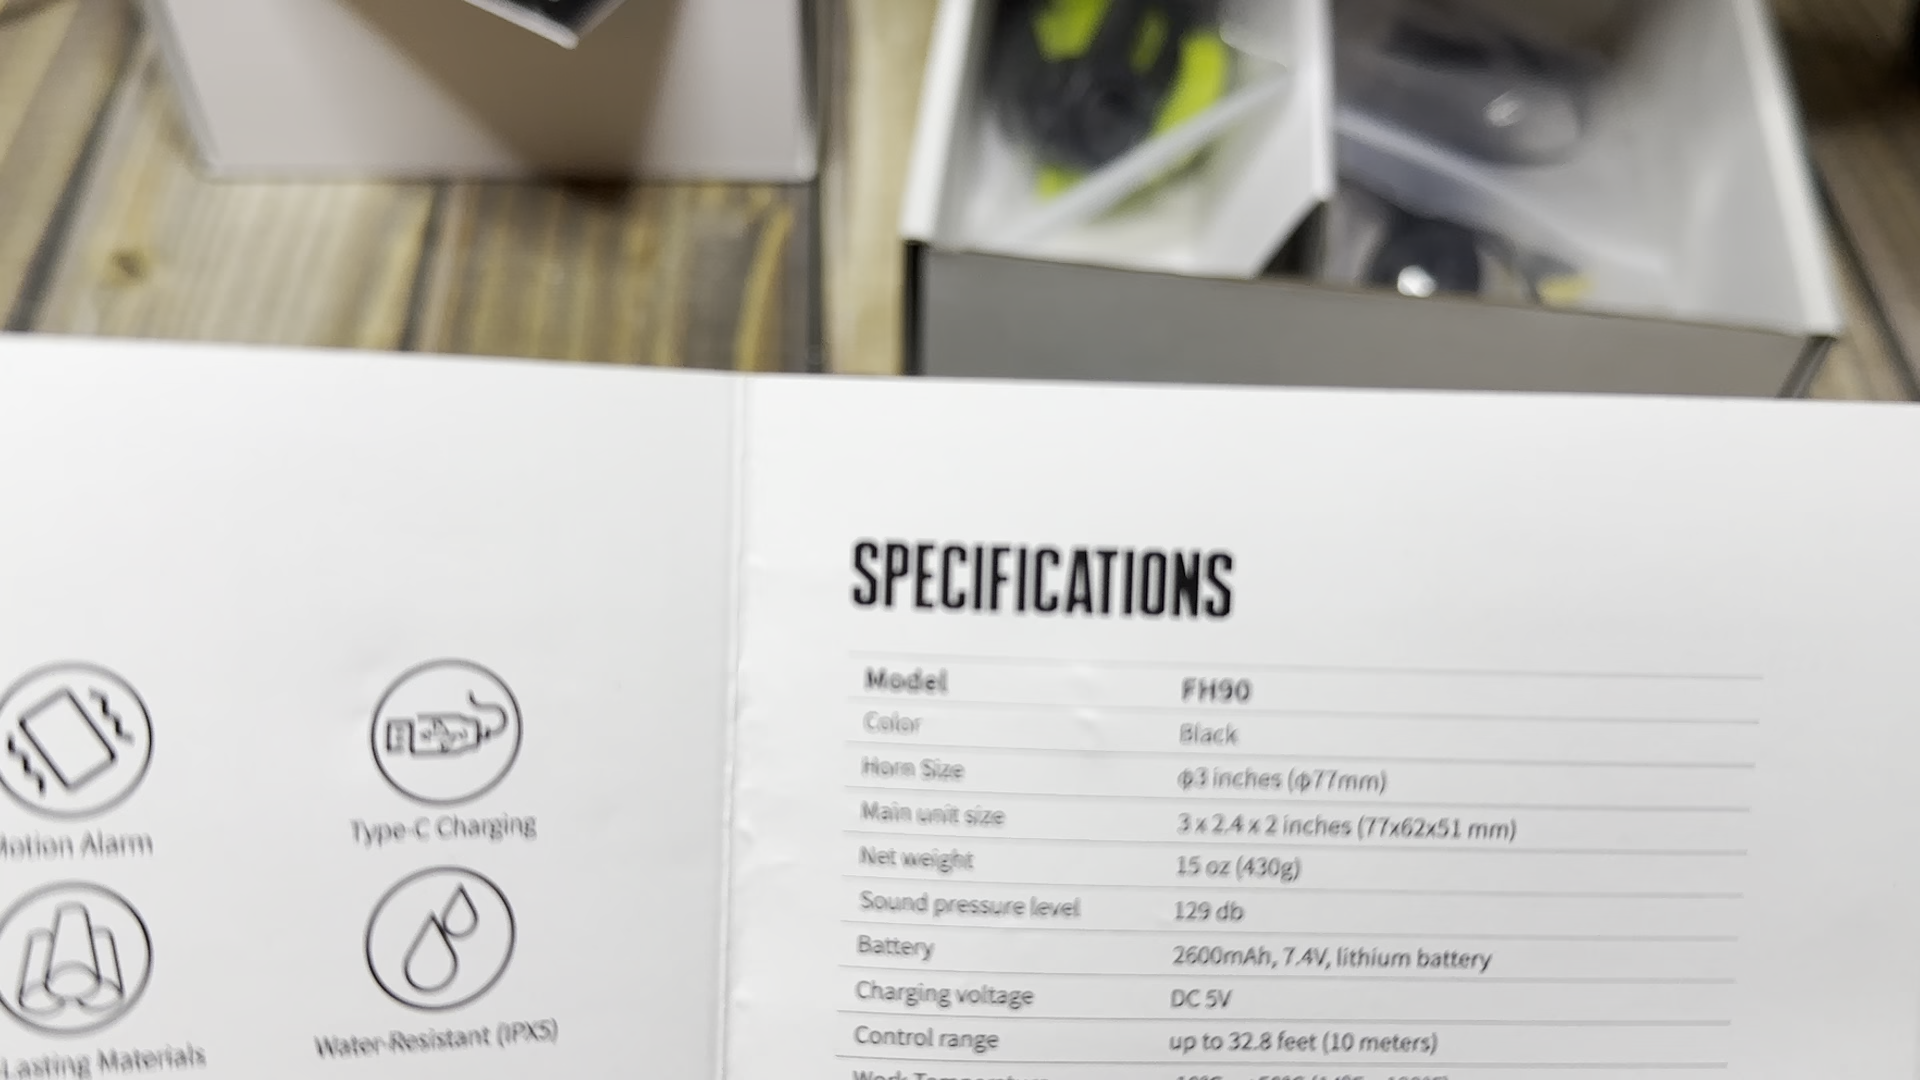 Motion Alarm
Type-C Charging
Lasting Materials
Water-Resistant (IPX5)
SPECIFICATIONS
Model FH90
Color Black
Horn Size ф3 inches (ф77mm)
Main unit size 3 x 2.4 x 2 inches (77x62x51 mm)
Net weight 15 oz (430g)
Sound pressure level 129 db
Battery 2600mAh, 7.4V, lithium battery
Charging voltage DC 5V
Control range up to 32.8 feet (10 meters)